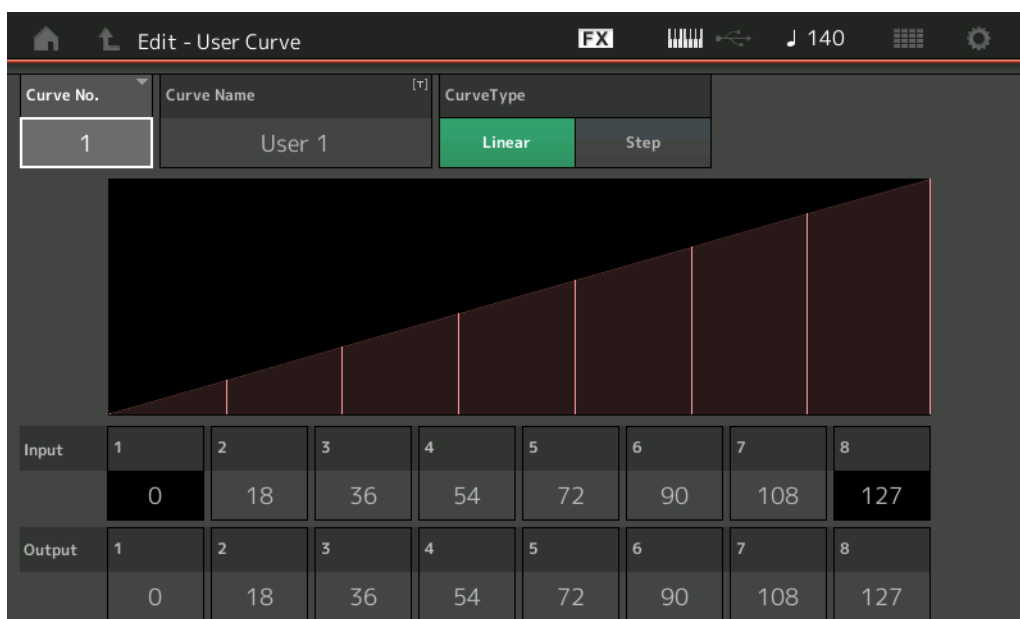 Edit - User Curve FX ♩ 140
Curve No. Curve Name [T] CurveType
1 User 1 Linear Step
Input 1 2 3 4 5 6 7 8
0 18 36 54 72 90 108 127
Output 1 2 3 4 5 6 7 8
0 18 36 54 72 90 108 127